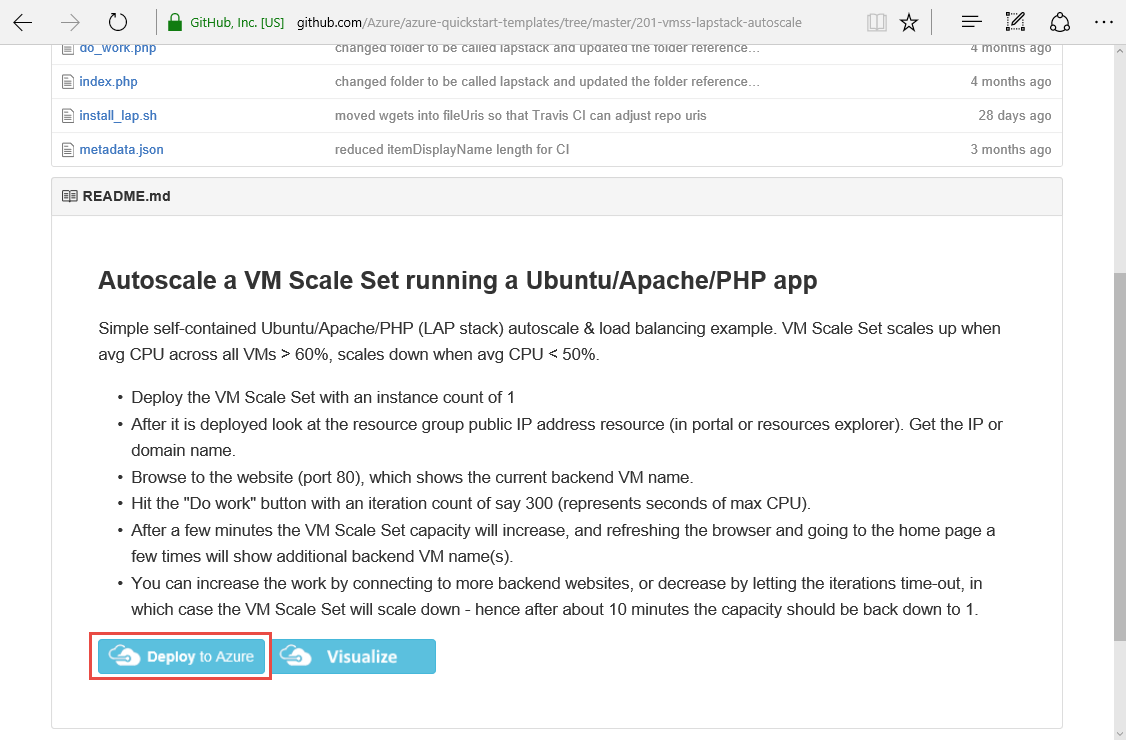 GitHub, Inc. [US] github.com/Azure/azure-quickstart-templates/tree/master/201-vmss-lapstack-autoscale
do_work.php changed folder to be called lapstack and updated the folder reference... 4 months ago
index.php changed folder to be called lapstack and updated the folder reference... 4 months ago
install_lap.sh moved wgets into fileUris so that Travis CI can adjust repo uris 28 days ago
metadata.json reduced itemDisplayName length for CI 3 months ago
README.md
Autoscale a VM Scale Set running a Ubuntu/Apache/PHP app
Simple self-contained Ubuntu/Apache/PHP (LAP stack) autoscale & load balancing example. VM Scale Set scales up when
avg CPU across all VMs > 60%, scales down when avg CPU < 50%.
• Deploy the VM Scale Set with an instance count of 1
• After it is deployed look at the resource group public IP address resource (in portal or resources explorer). Get the IP or
domain name.
• Browse to the website (port 80), which shows the current backend VM name.
• Hit the "Do work" button with an iteration count of say 300 (represents seconds of max CPU).
• After a few minutes the VM Scale Set capacity will increase, and refreshing the browser and going to the home page a
few times will show additional backend VM name(s).
• You can increase the work by connecting to more backend websites, or decrease by letting the iterations time-out, in
which case the VM Scale Set will scale down - hence after about 10 minutes the capacity should be back down to 1.
Deploy to Azure Visualize